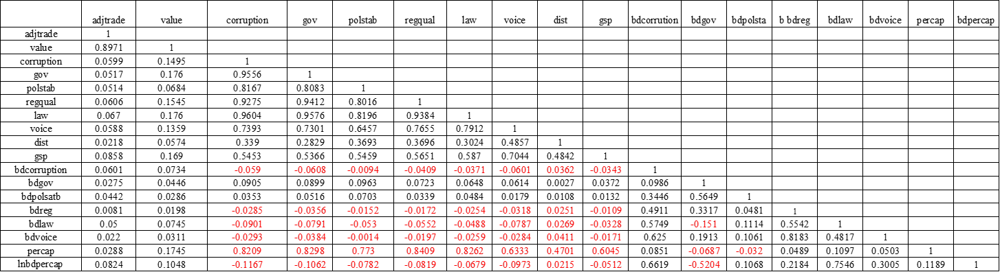 adjtrade value corruption gov polstab regqual law voice dist gsp bdcorrution bdgov bdpolsta b bdreg bdlaw bdvoice percap bdpercap
adjtrade 1
value 0.8971 1
corruption 0.0599 0.1495 1
gov 0.0517 0.176 0.9556 1
polstab 0.0514 0.0684 0.8167 0.8083 1
regqual 0.0606 0.1545 0.9275 0.9412 0.8016 1
law 0.067 0.176 0.9604 0.9576 0.8196 0.9384 1
voice 0.0588 0.1359 0.7393 0.7301 0.6457 0.7655 0.7912 1
dist 0.0218 0.0574 0.339 0.2829 0.3693 0.3696 0.3024 0.4857 1
gsp 0.0858 0.169 0.5453 0.5366 0.5459 0.5651 0.587 0.7044 0.4842 1
bdcorruption 0.0601 0.0734 -0.059 -0.0608 -0.0094 -0.0409 -0.0371 -0.0601 0.0362 -0.0343 1
bdgov 0.0275 0.0446 0.0905 0.0899 0.0963 0.0723 0.0648 0.0614 0.0027 0.0372 0.0986 1
bdpolsatb 0.0442 0.0286 0.0353 0.0516 0.0703 0.0339 0.0484 0.0179 0.0108 0.0132 0.3446 0.5649 1
bdreg 0.0081 0.0198 -0.0285 -0.0356 -0.0152 -0.0172 -0.0254 -0.0318 0.0251 -0.0109 0.4911 0.3317 0.0481 1
bdlaw 0.05 0.0745 -0.0901 -0.0791 -0.053 -0.0552 -0.0488 -0.0787 0.0269 -0.0328 0.5749 -0.151 0.1114 0.5542 1
bdvoice 0.022 0.0311 -0.0293 -0.0384 -0.0014 -0.0197 -0.0259 -0.0284 0.0411 -0.0171 0.625 0.1913 0.1061 0.8183 0.4817 1
percap 0.0288 0.1745 0.8209 0.8298 0.773 0.8409 0.8262 0.6333 0.4701 0.6045 0.0851 -0.0687 -0.032 0.0489 0.1097 0.0503 1
lnbdpercap 0.0824 0.1048 -0.1167 -0.1062 -0.0782 -0.0819 -0.0679 -0.0973 0.0215 -0.0512 0.6619 -0.5204 0.1068 0.2184 0.7546 0.3005 0.1189 1